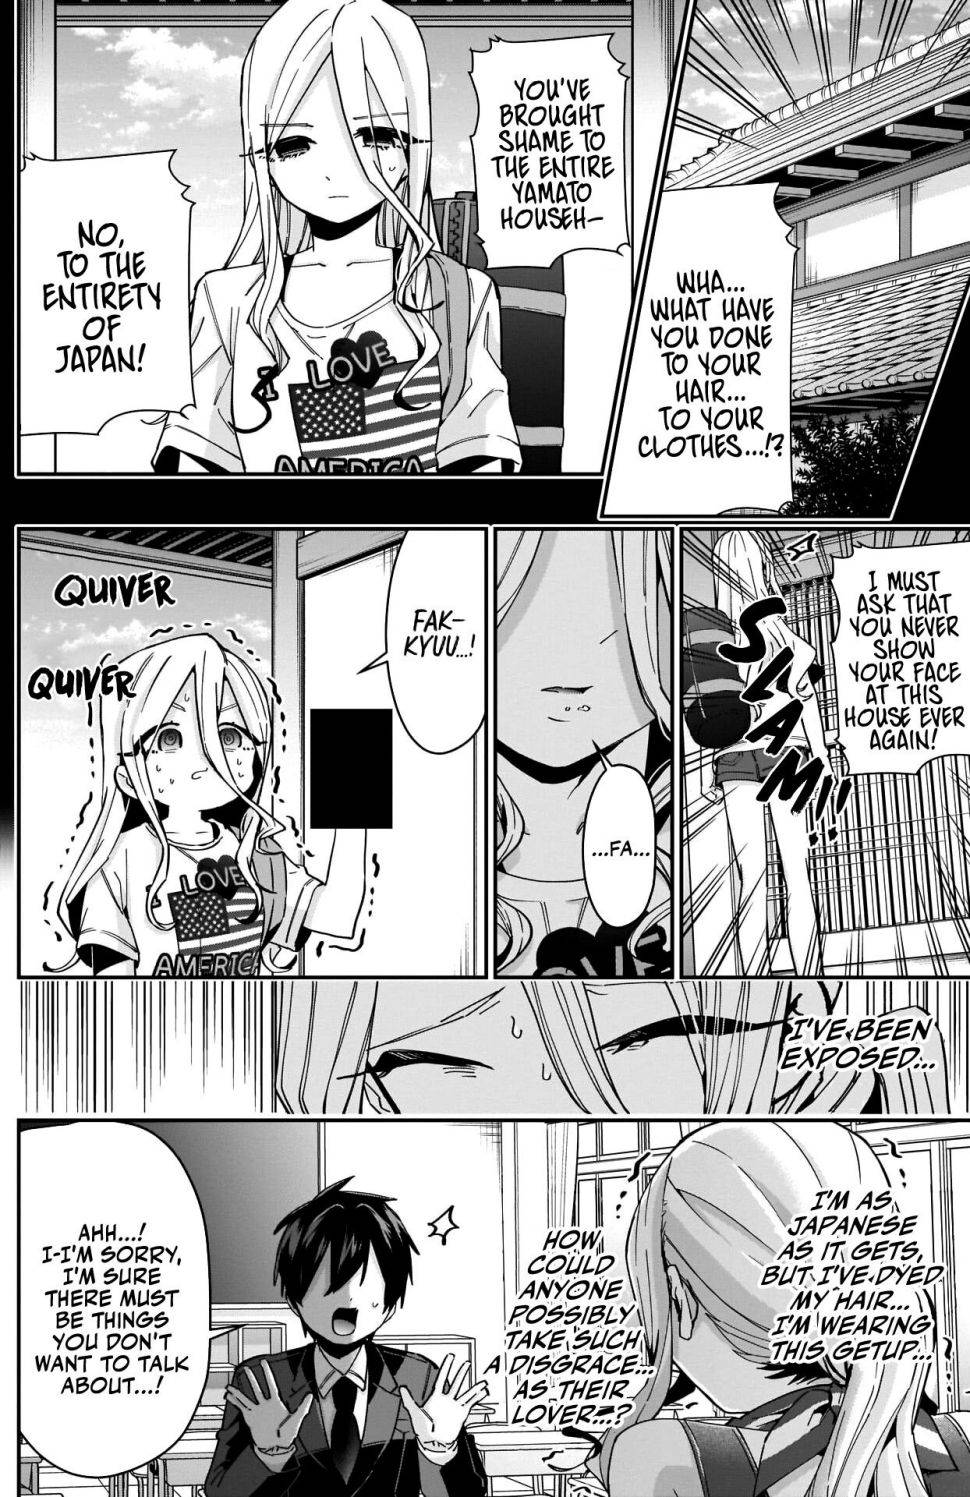 WHA...
WHAT HAVE
YOU DONE
TO YOUR
HAIR...
TO YOUR
CLOTHES...!?
YOU'VE
BROUGHT
SHAME TO
THE ENTIRE
YAMATO
HOUSEH–
NO,
TO THE
ENTIRETY
OF
JAPAN!
LOVE
AMERICA
I MUST
ASK THAT
YOU NEVER
SHOW
YOUR FACE
AT THIS
HOUSE EVER
AGAIN!
SLAM!!
...FA...
FAK-
KYUU...!
QUIVER
QUIVER
LOVE
AMERICA
I'VE BEEN
EXPOSED...
I'M AS
JAPANESE
AS IT GETS,
BUT I'VE DYED
MY HAIR...
I'M WEARING
THIS GETUP...
HOW
COULD
ANYONE
POSSIBLY
TAKE SUCH
A DISGRACE...
AS THEIR
LOVER...?
AHH...!
I-I'M SORRY,
I'M SURE
THERE MUST
BE THINGS
YOU DON'T
WANT TO TALK
ABOUT...!